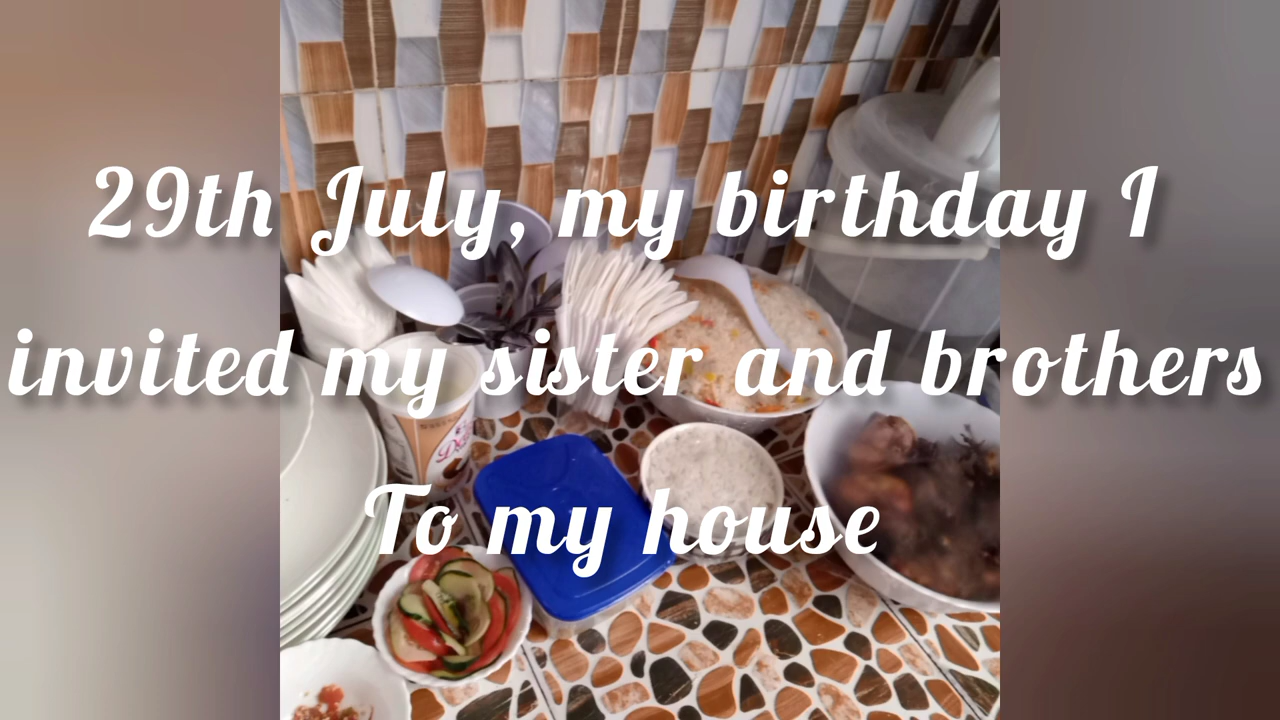 29th July, my birthday I
invited my sister and brothers
To my house